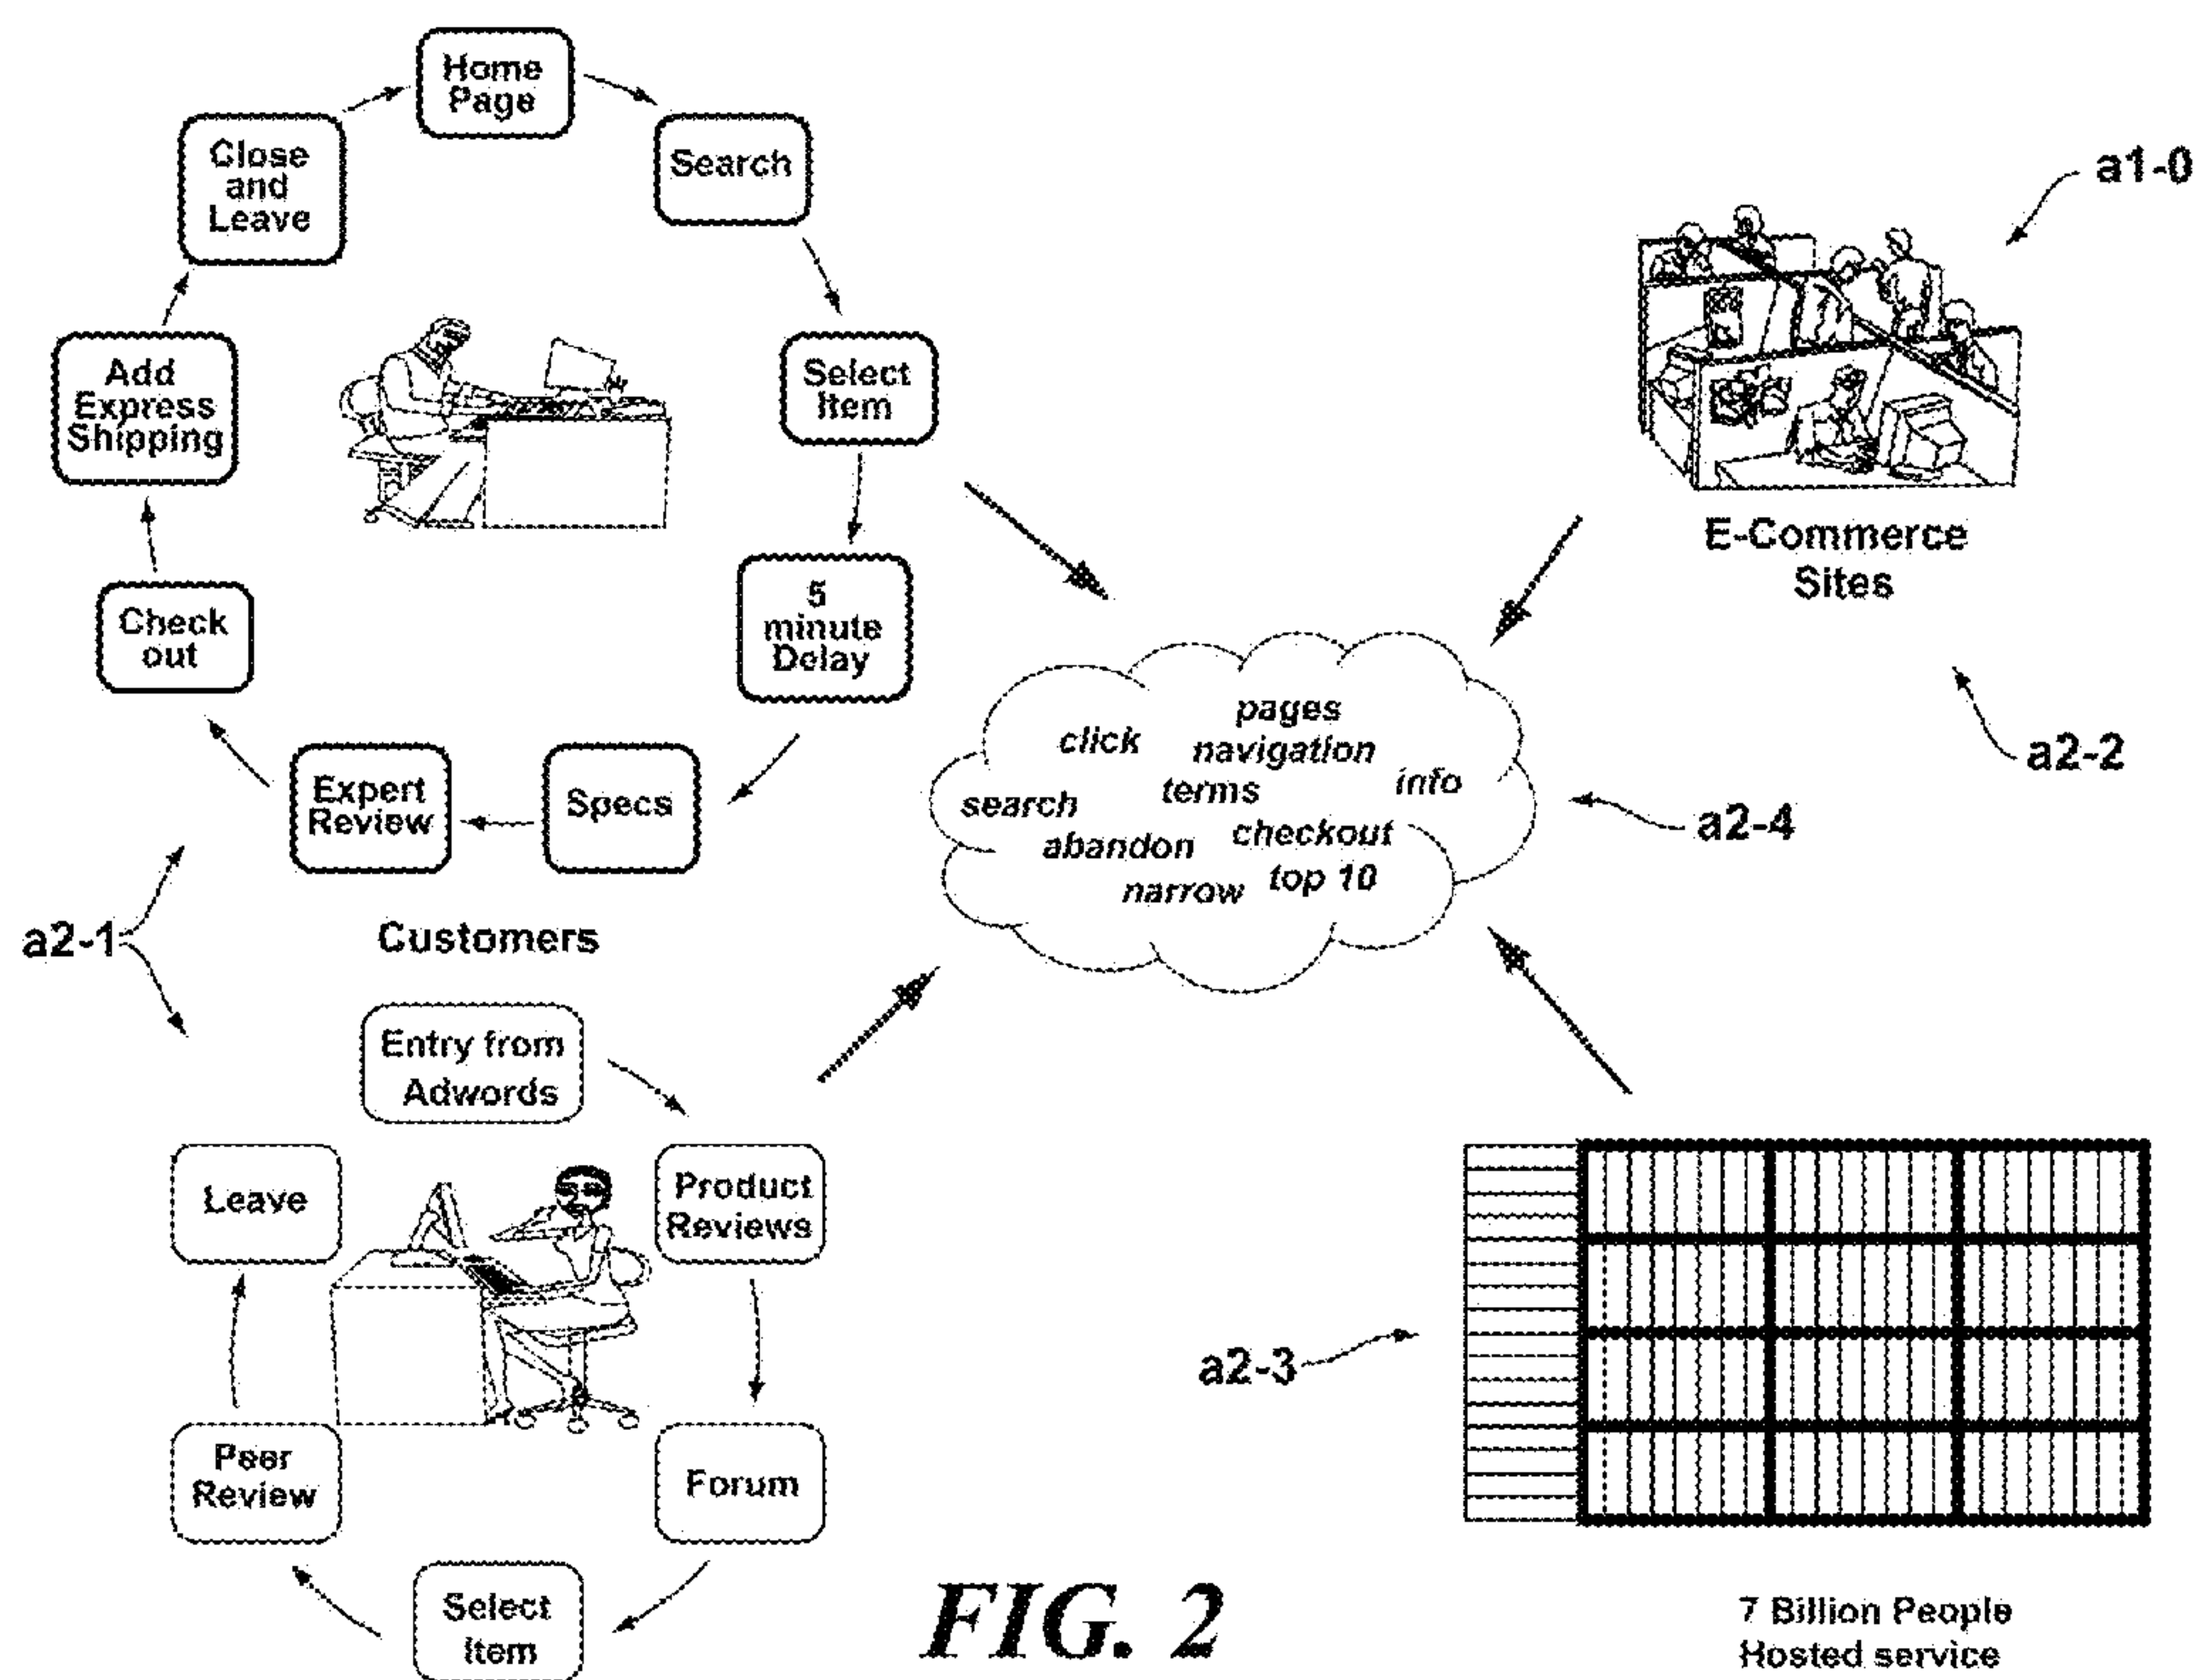 Home
Page
Search
Select
Item
5
minute
Delay
Specs
Expert
Review
Check
out
Add
Express
Shipping
Close
and
Leave
a1-0
E-Commerce
Sites
a2-2
pages
click navigation
terms info
search
abandon checkout
narrow top 10
a2-4
a2-1
Customers
Entry from
Adwords
Product
Reviews
Forum
Select
Item
Peer
Review
Leave
a2-3
7 Billion People
Hosted service
FIG. 2